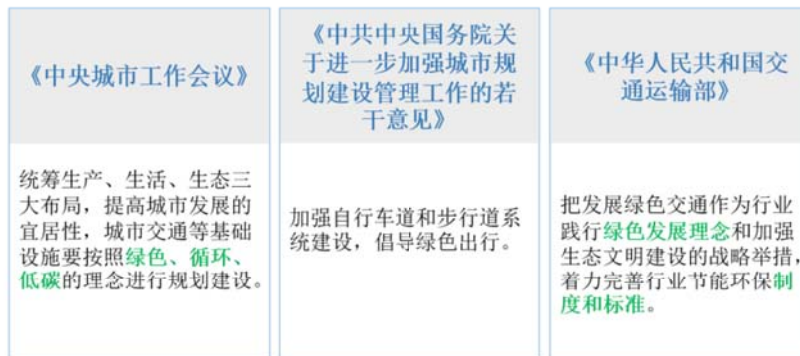 《中央城市工作会议》
统筹生产、生活、生态三
大布局，提高城市发展的
宜居性，城市交通等基础
设施要按照绿色、循环、
低碳的理念进行规划建设。
《中共中央国务院关
于进一步加强城市规
划建设管理工作的若
干意见》
加强自行车道和步行道系
统建设，倡导绿色出行。
《中华人民共和国交
通运输部》
把发展绿色交通作为行业
践行绿色发展理念和加强
生态文明建设的战略举措，
着力完善行业节能环保制
度和标准。